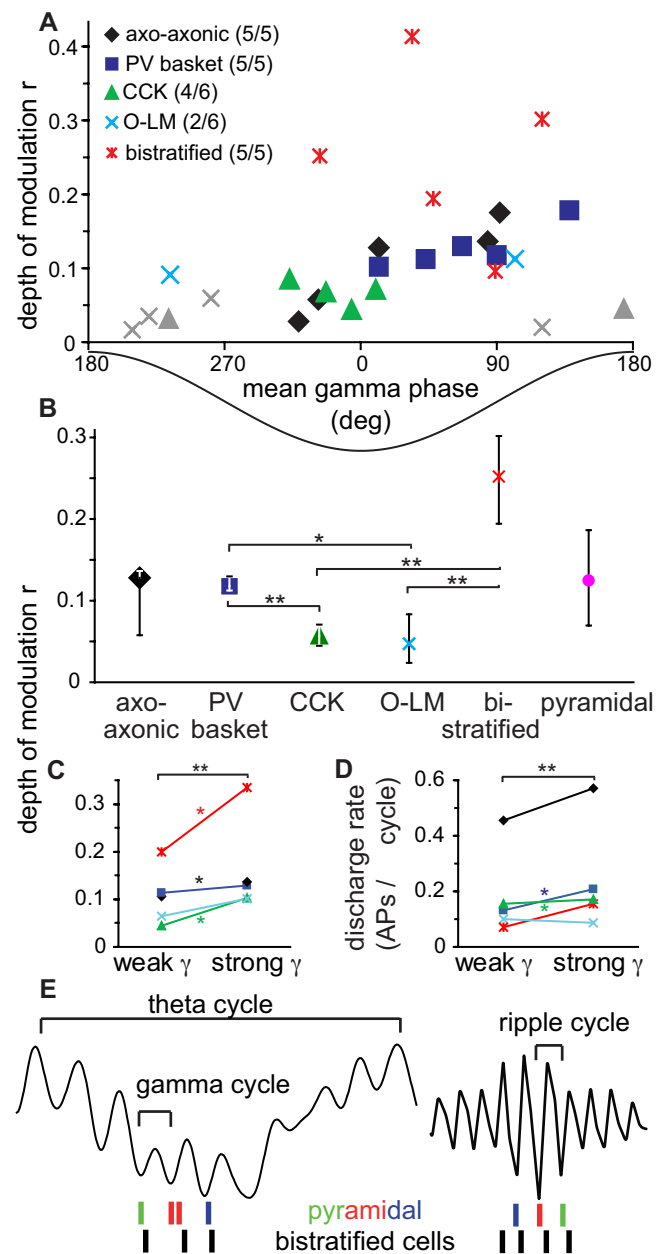 A
axo-axonic (5/5)
PV basket (5/5)
CCK (4/6)
O-LM (2/6)
bistratified (5/5)
depth of modulation r
0.4
0.3
0.2
0.1
0
180 270 0 90 180
mean gamma phase
(deg)
B
depth of modulation r
0.3
0.2
0.1
0
*
**
**
**
axo-
axonic
PV
basket
CCK
O-LM
bi-
stratified
pyramidal
C
**
0.3
0.2
0.1
0
*
*
*
weak γ strong γ
D
discharge rate
(APs / cycle)
**
0.6
0.4
0.2
0
*
*
weak γ strong γ
E
theta cycle
gamma cycle
ripple cycle
pyramidal
bistratified cells